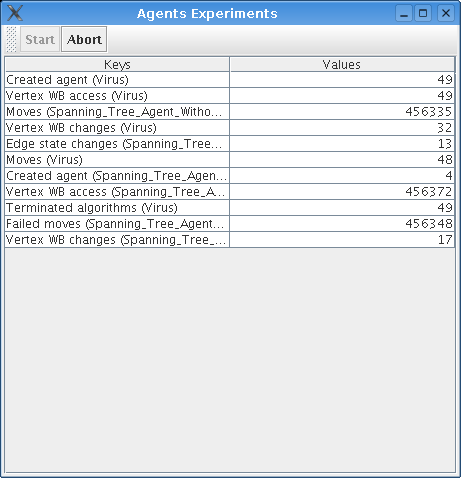 Agents Experiments
Start Abort
Keys Values
Created agent (Virus) 49
Vertex WB access (Virus) 49
Moves (Spanning_Tree_Agent_Witho... 456335
Vertex WB changes (Virus) 32
Edge state changes (Spanning_Tree... 13
Moves (Virus) 48
Created agent (Spanning_Tree_Agen... 4
Vertex WB access (Spanning_Tree_A... 456372
Terminated algorithms (Virus) 49
Failed moves (Spanning_Tree_Agent... 456348
Vertex WB changes (Spanning_Tree_... 17